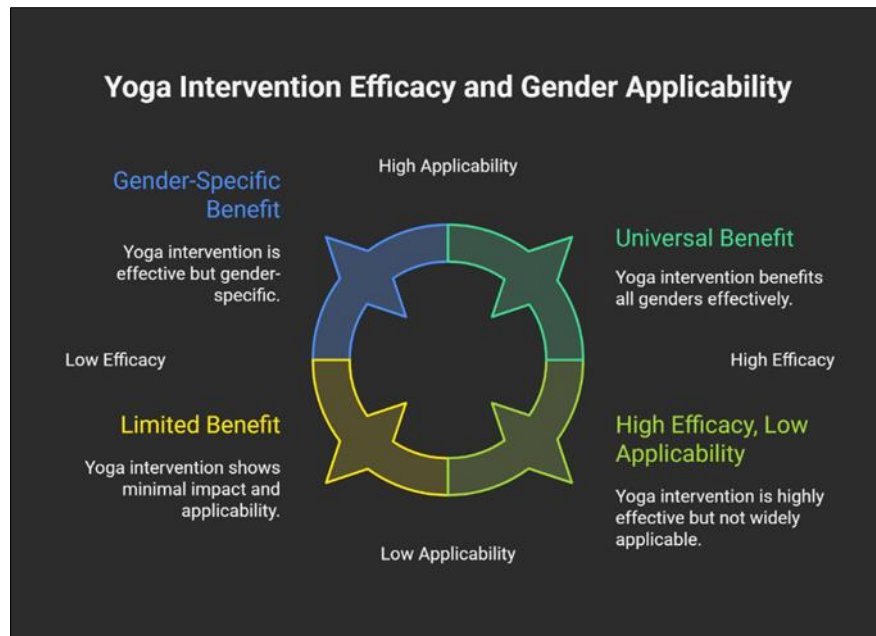 Yoga Intervention Efficacy and Gender Applicability
High Applicability
Gender-Specific
Benefit
Yoga intervention is
effective but gender-
specific.
Universal Benefit
Yoga intervention benefits
all genders effectively.
Low Efficacy
High Efficacy
Limited Benefit
Yoga intervention shows
minimal impact and
applicability.
High Efficacy, Low
Applicability
Yoga intervention is highly
effective but not widely
applicable.
Low Applicability